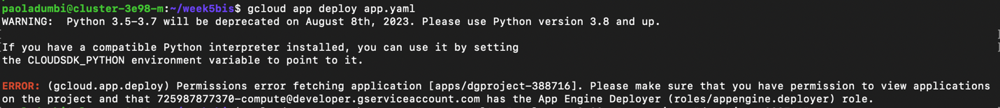 paoladumbi@cluster-3e98-m:~/week5bis$ gcloud app deploy app.yaml
WARNING:  Python 3.5-3.7 will be deprecated on August 8th, 2023. Please use Python version 3.8 and up.
If you have a compatible Python interpreter installed, you can use it by setting
the CLOUDSDK_PYTHON environment variable to point to it.
ERROR: (gcloud.app.deploy) Permissions error fetching application [apps/dgproject-388716]. Please make sure that you have permission to view applications
on the project and that 725987877370-compute@developer.gserviceaccount.com has the App Engine Deployer (roles/appengine.deployer) role.